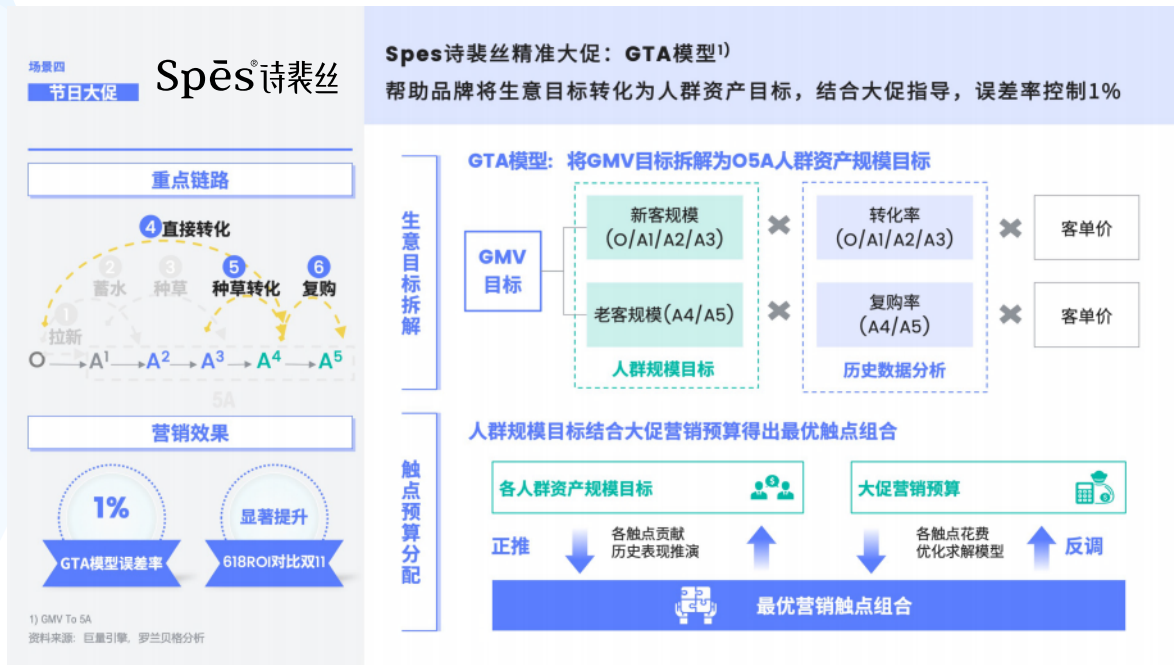 场景四
节日大促
Spēs®诗裴丝
Spes诗裴丝精准大促：GTA模型1)
帮助品牌将生意目标转化为人群资产目标，结合大促指导，误差率控制1%
重点链路
4 直接转化
2
蓄水
3
种草
5
种草转化
6
复购
1
拉新
O
A1
A2
A3
A4
A5
5A
营销效果
1%
GTA模型误差率
显著提升
618ROI对比双11
1) GMV To 5A
资料来源：巨量引擎，罗兰贝格分析
生意目标拆解
GTA模型：将GMV目标拆解为O5A人群资产规模目标
GMV
目标
新客规模
(O/A1/A2/A3)
转化率
(O/A1/A2/A3)
客单价
老客规模(A4/A5)
复购率
(A4/A5)
客单价
人群规模目标
历史数据分析
触点预算分配
人群规模目标结合大促营销预算得出最优触点组合
各人群资产规模目标
大促营销预算
正推
各触点贡献
历史表现推演
各触点花费
优化求解模型
反调
最优营销触点组合